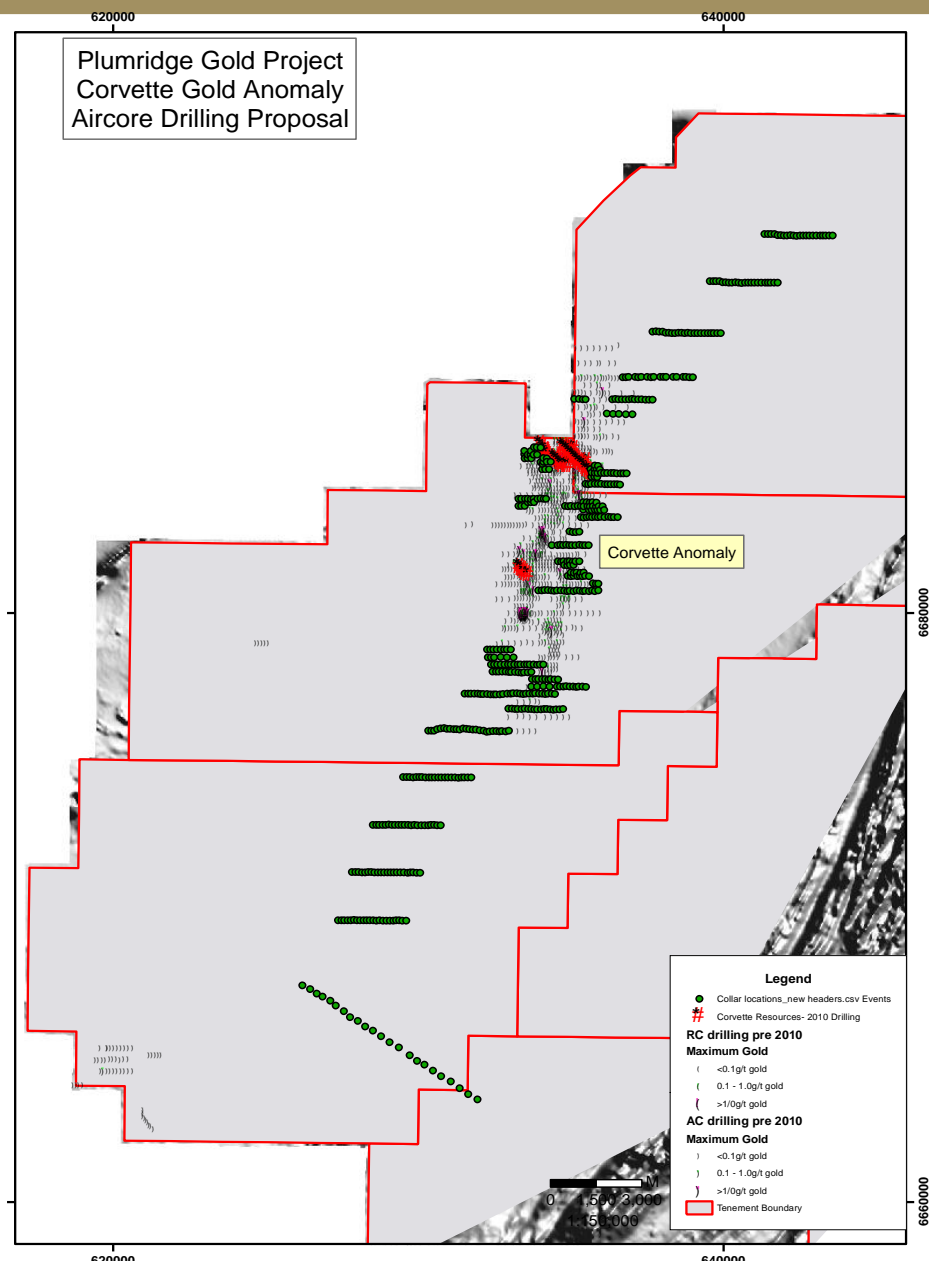 620000
640000
Plumridge Gold Project
Corvette Gold Anomaly
Aircore Drilling Proposal
Corvette Anomaly
6680000
Legend
Collar locations_new headers.csv Events
Corvette Resources- 2010 Drilling
RC drilling pre 2010
Maximum Gold
<0.1g/t gold
0.1 - 1.0g/t gold
>1/0g/t gold
AC drilling pre 2010
Maximum Gold
<0.1g/t gold
0.1 - 1.0g/t gold
>1/0g/t gold
Tenement Boundary
M
0 1,500 3,000
1:150,000
6660000
620000
640000